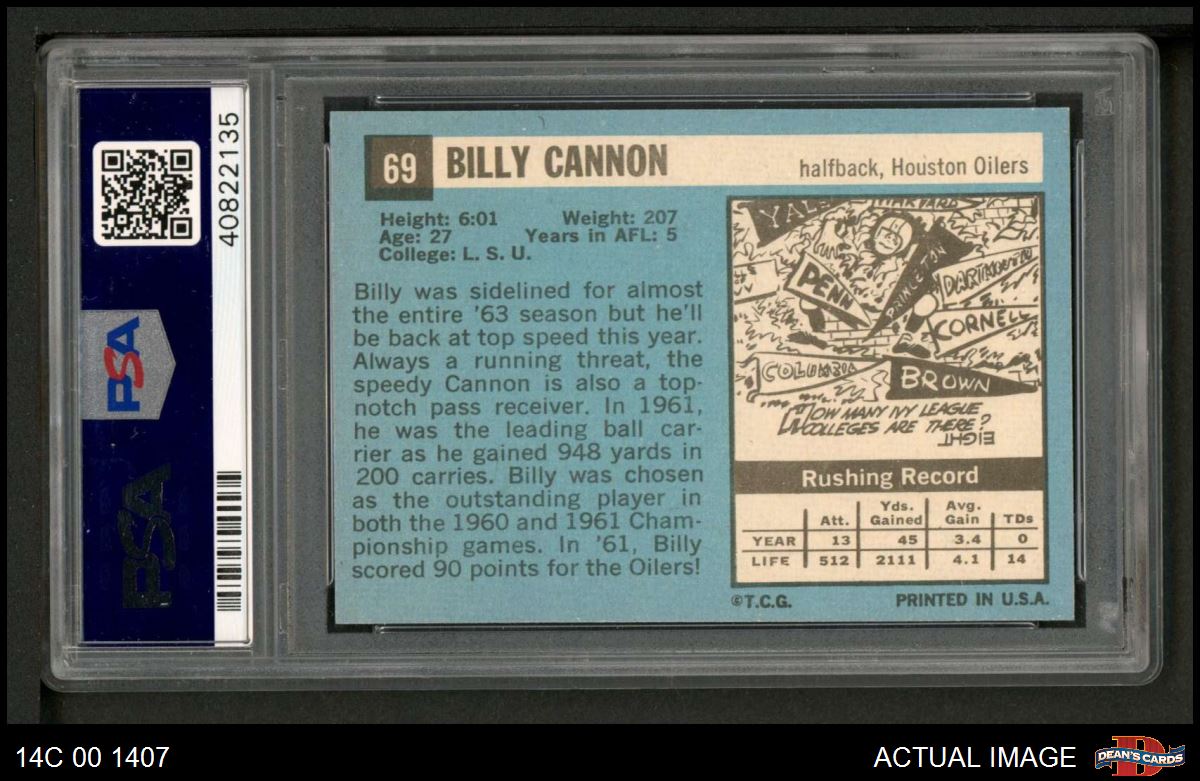 40822135
PSA
PSA
69 BILLY CANNON
halfback, Houston Oilers
Height: 6:01 Weight: 207
Age: 27 Years in AFL: 5
College: L. S. U.
Billy was sidelined for almost
the entire '63 season but he'll
be back at top speed this year.
Always a running threat, the
speedy Cannon is also a top-
notch pass receiver. In 1961,
he was the leading ball car-
rier as he gained 948 yards in
200 carries. Billy was chosen
as the outstanding player in
both the 1960 and 1961 Cham-
pionship games. In '61, Billy
scored 90 points for the Oilers!
YALE
HARVARD
PENN
PRINCETON
DARTMOUTH
CORNELL
COLUMBIA
BROWN
HOW MANY IVY LEAGUE
COLLEGES ARE THERE?
EIGHT
Rushing Record
Att. Yds. Gained Avg. Gain TDs
YEAR 13 45 3.4 0
LIFE 512 2111 4.1 14
©T.C.G. PRINTED IN U.S.A.
14C 00 1407
ACTUAL IMAGE
D
DEAN'S CARDS